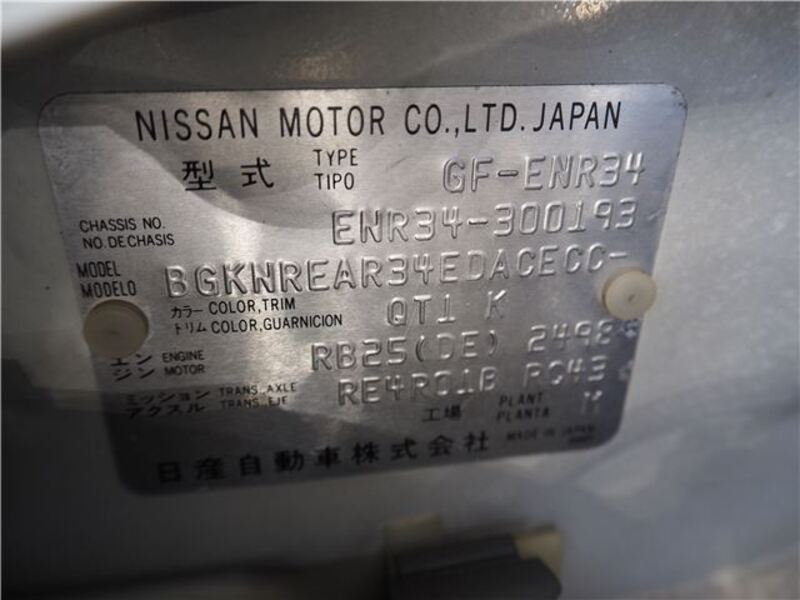 NISSAN MOTOR CO.,LTD. JAPAN
型式 TYPE TIPO GF-ENR34
CHASSIS NO. NO. DE CHASIS ENR34-300193
MODEL MODELO BGKNREAR34EDACECC-
カラー COLOR, TRIM トリム COLOR, GUARNICION QT1 K
エンジン ENGINE MOTOR RB25(DE) 2498
ミッション TRANS. AXLE アクスル TRANS. EJE RE4R01B RC43
工場 PLANT PLANTA M
日産自動車株式会社 MADE IN JAPAN